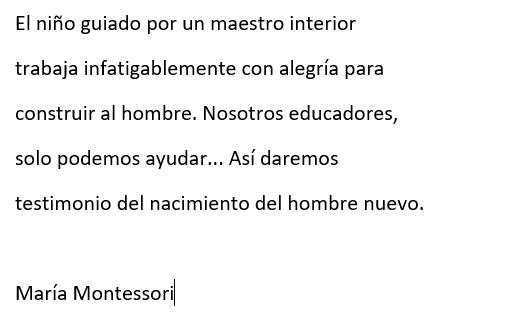 El niño guiado por un maestro interior
trabaja infatigablemente con alegría para
construir al hombre. Nosotros educadores,
solo podemos ayudar... Así daremos
testimonio del nacimiento del hombre nuevo.
María Montessori